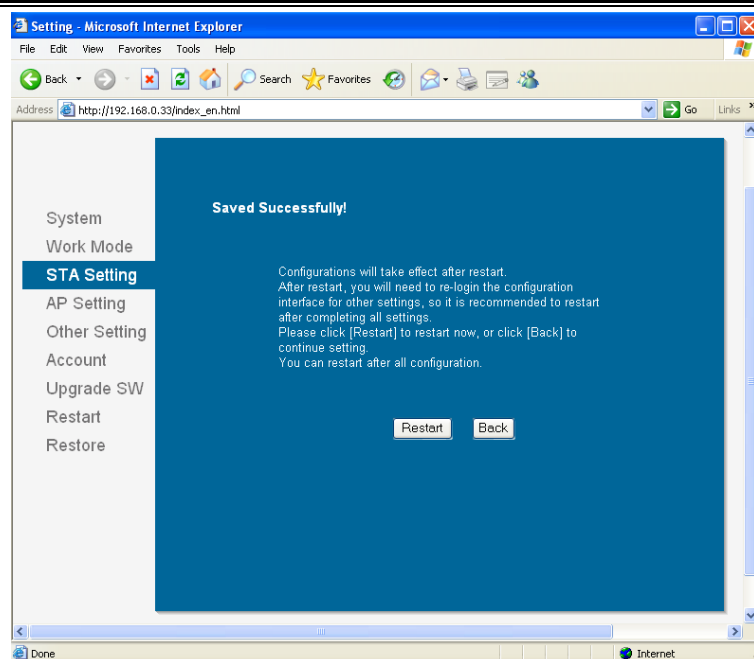 Setting - Microsoft Internet Explorer
File Edit View Favorites Tools Help
Back Search Favorites
Address http://192.168.0.33/index_en.html Go Links »
System
Work Mode
STA Setting
AP Setting
Other Setting
Account
Upgrade SW
Restart
Restore
Saved Successfully!
Configurations will take effect after restart.
After restart, you will need to re-login the configuration
interface for other settings, so it is recommended to restart
after completing all settings.
Please click [Restart] to restart now, or click [Back] to
continue setting.
You can restart after all configuration.
Restart Back
Done Internet